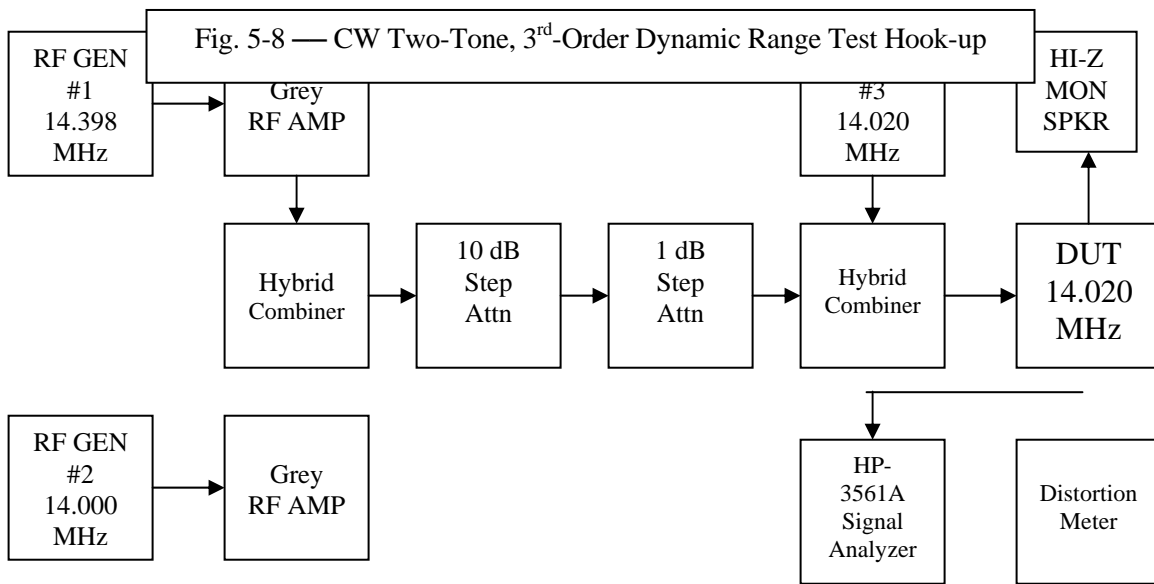 Fig. 5-8 — CW Two-Tone, 3rd-Order Dynamic Range Test Hook-up
RF GEN
#1
14.398
MHz
Grey
RF AMP
#3
14.020
MHz
HI-Z
MON
SPKR
Hybrid
Combiner
10 dB
Step
Attn
1 dB
Step
Attn
Hybrid
Combiner
DUT
14.020
MHz
RF GEN
#2
14.000
MHz
Grey
RF AMP
HP-
3561A
Signal
Analyzer
Distortion
Meter